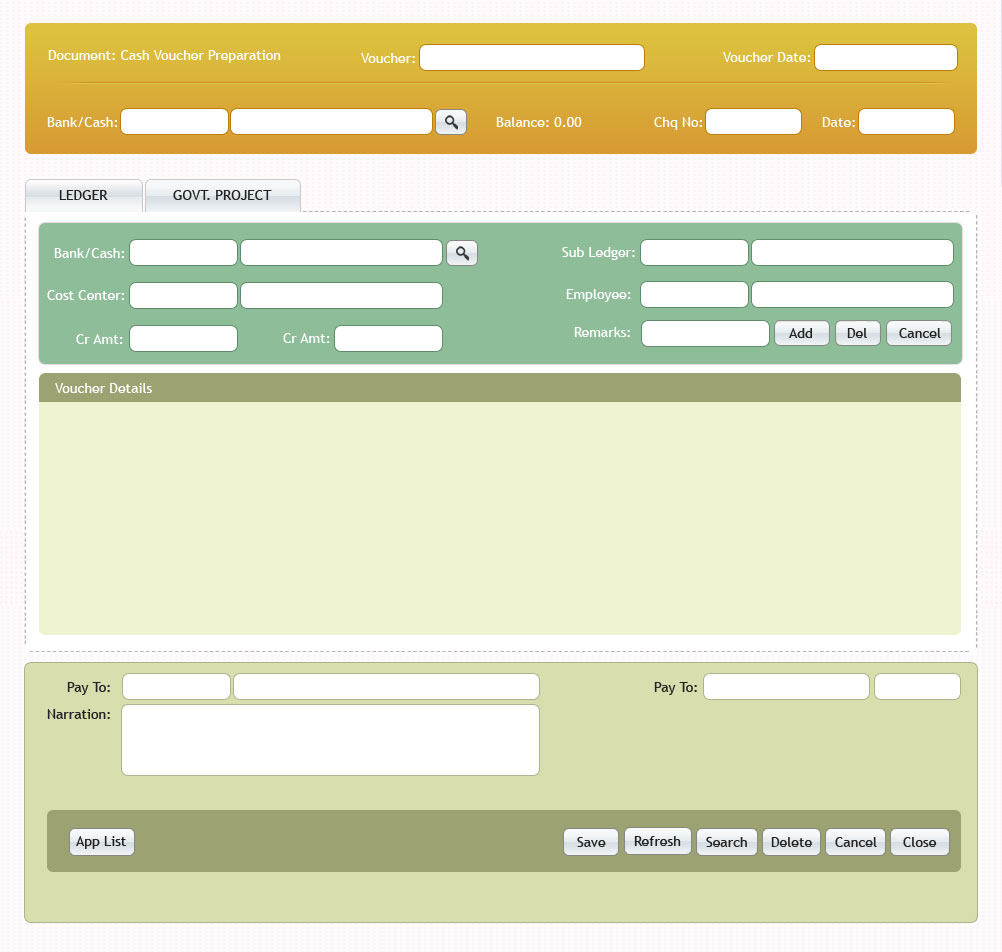 Document: Cash Voucher Preparation Voucher: Voucher Date:
Bank/Cash: Balance: 0.00 Chq No: Date:
LEDGER GOVT. PROJECT
Bank/Cash: Sub Ledger:
Cost Center: Employee:
Cr Amt: Cr Amt: Remarks: Add Del Cancel
Voucher Details
Pay To: Pay To:
Narration:
App List Save Refresh Search Delete Cancel Close